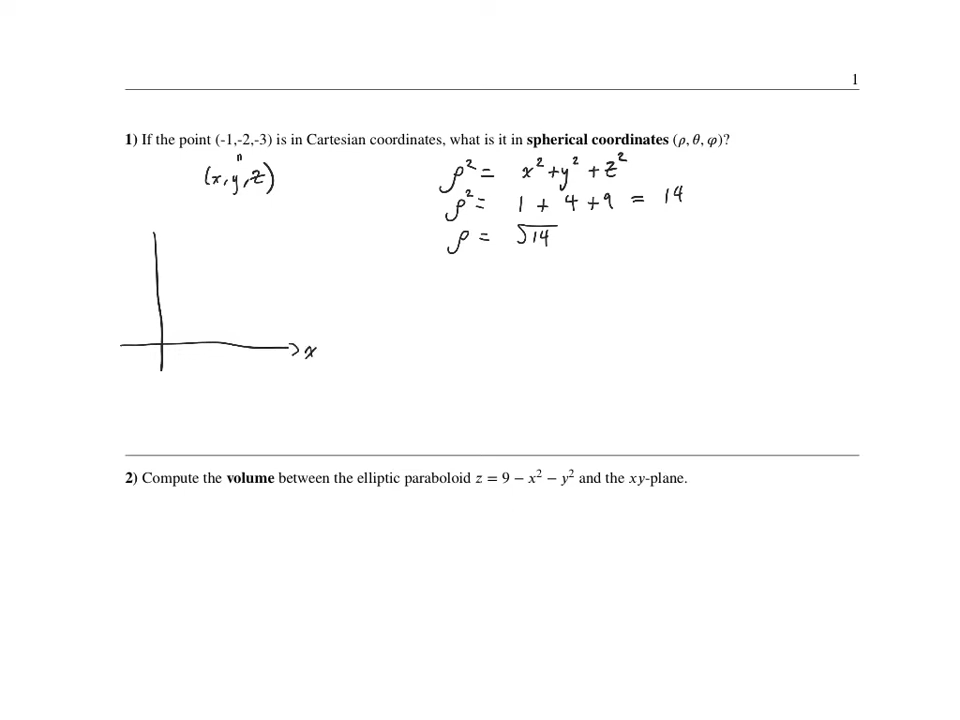 1
1) If the point (-1,-2,-3) is in Cartesian coordinates, what is it in spherical coordinates (ρ, θ, φ)?
(x, y, z)
ρ² = x² + y² + z²
ρ² = 1 + 4 + 9 = 14
ρ = √14
x
2) Compute the volume between the elliptic paraboloid z = 9 − x² − y² and the xy-plane.